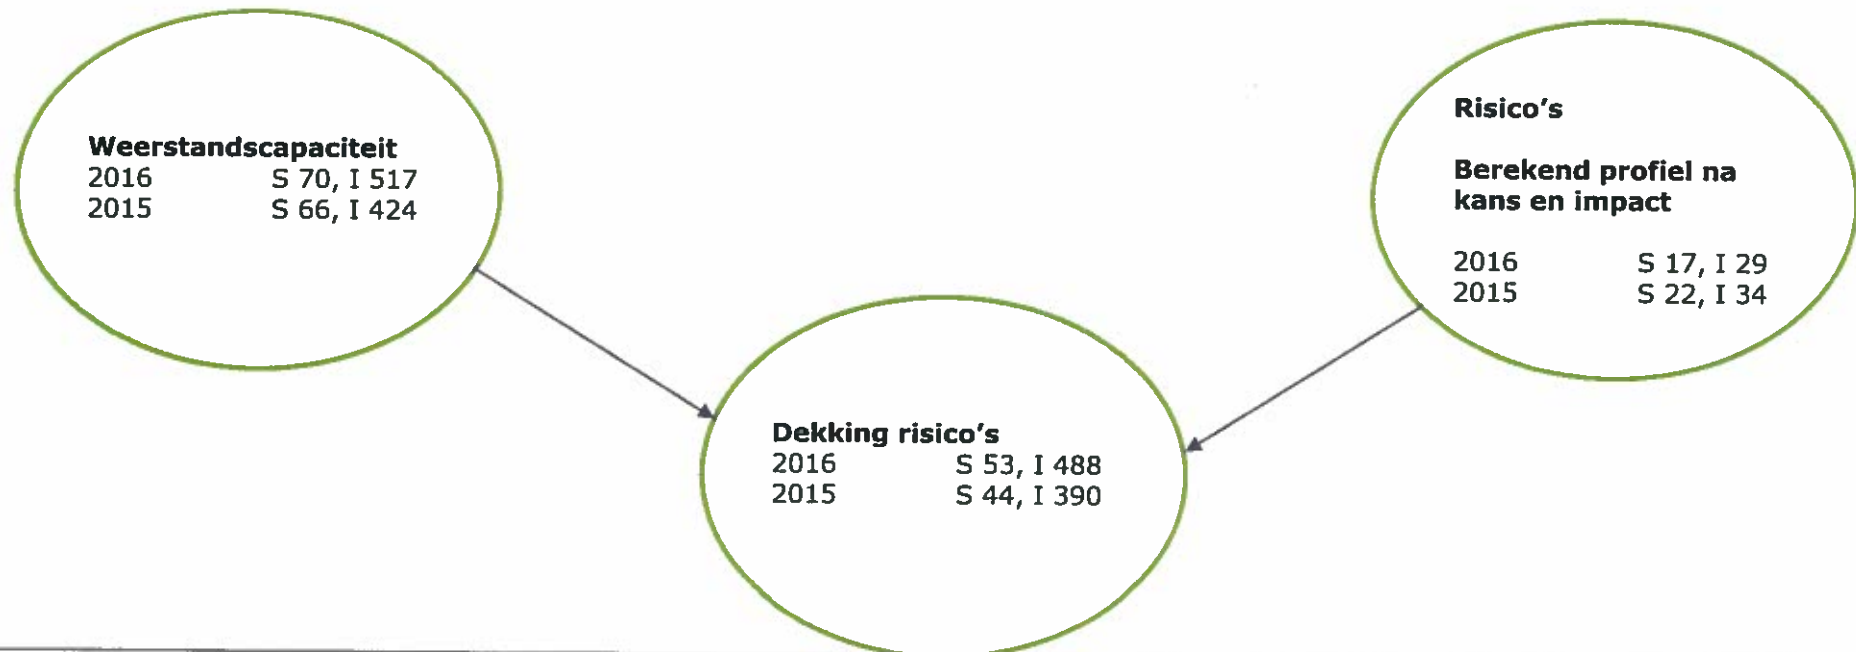 Weerstandscapaciteit
2016 S 70, I 517
2015 S 66, I 424
Risico's
Berekend profiel na
kans en impact
2016 S 17, I 29
2015 S 22, I 34
Dekking risico's
2016 S 53, I 488
2015 S 44, I 390